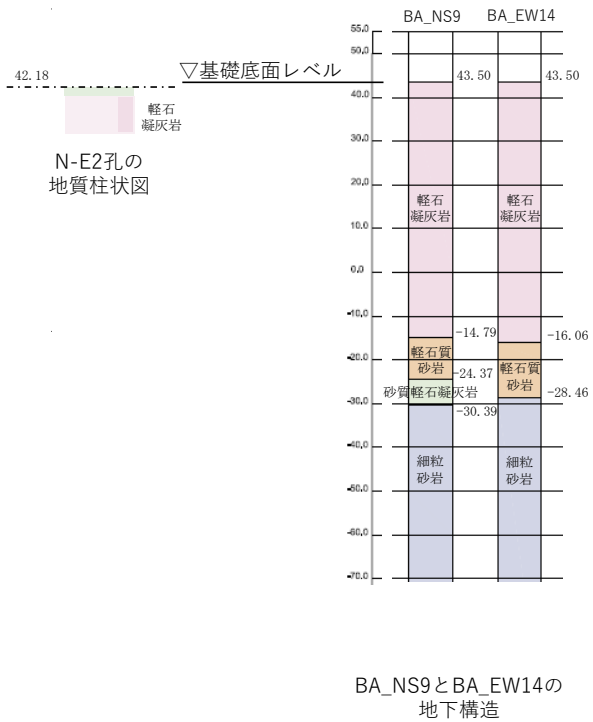 BA_NS9 BA_EW14
55.0
50.0
42.18
▽基礎底面レベル
43.50
43.50
40.0
軽石
凝灰岩
N-E2孔の
地質柱状図
30.0
20.0
軽石
凝灰岩
軽石
凝灰岩
10.0
0.0
-10.0
-14.79
-16.06
軽石質
砂岩
-20.0
-24.37
軽石質
砂岩
砂質軽石凝灰岩
-28.46
-30.0
-30.39
-40.0
細粒
砂岩
細粒
砂岩
-50.0
-60.0
-70.0
BA_NS9とBA_EW14の
地下構造